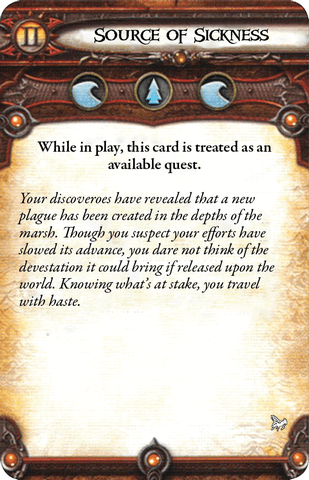 II
Source of Sickness
While in play, this card is treated as an
available quest.
Your discoveroes have revealed that a new
plague has been created in the depths of the
marsh. Though you suspect your efforts have
slowed its advance, you dare not think of the
devestation it could bring if released upon the
world. Knowing what's at stake, you travel
with haste.